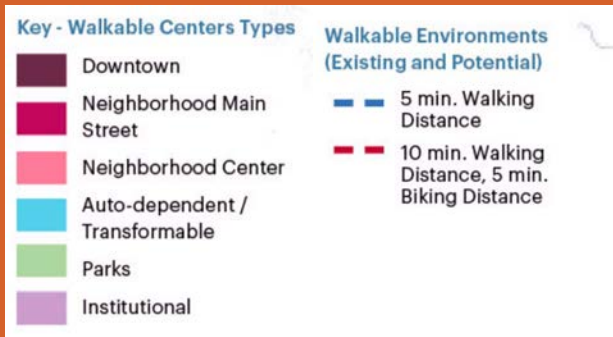 Key - Walkable Centers Types
Downtown
Neighborhood Main
Street
Neighborhood Center
Auto-dependent /
Transformable
Parks
Institutional
Walkable Environments
(Existing and Potential)
5 min. Walking
Distance
10 min. Walking
Distance, 5 min.
Biking Distance